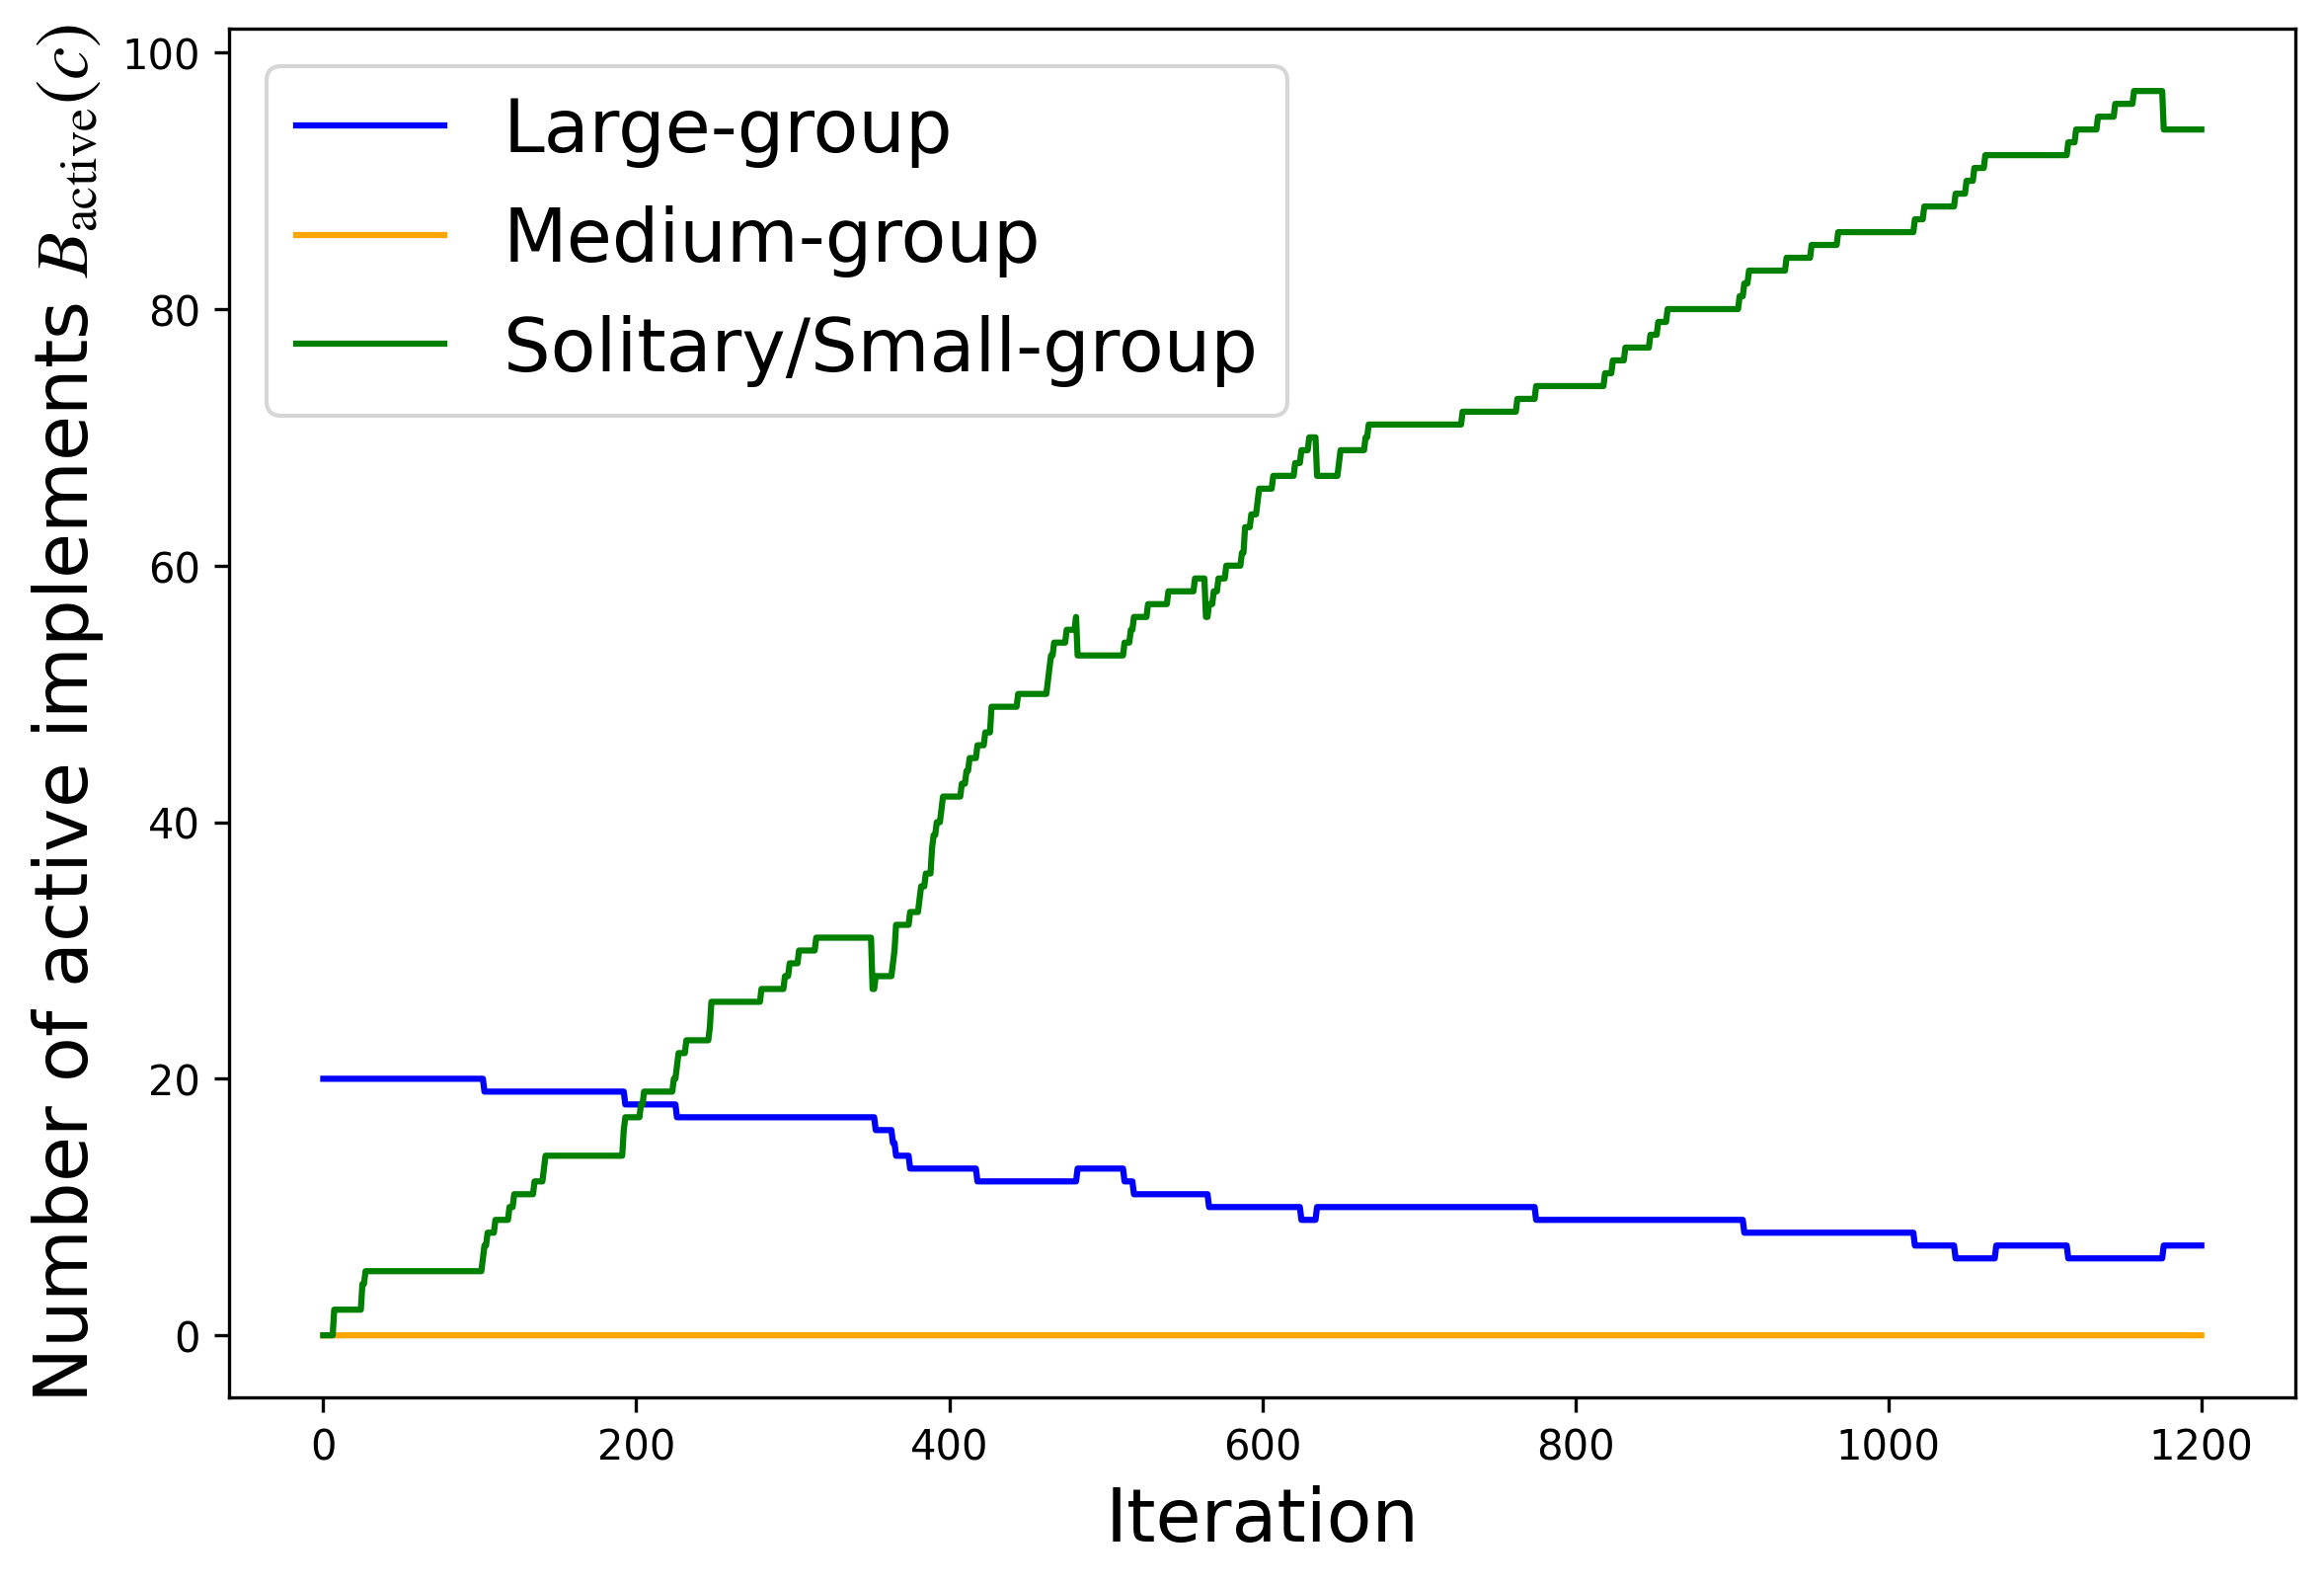 Number of active implements B_active(c)
100
80
60
40
20
0
Large-group
Medium-group
Solitary/Small-group
0 200 400 600 800 1000 1200
Iteration